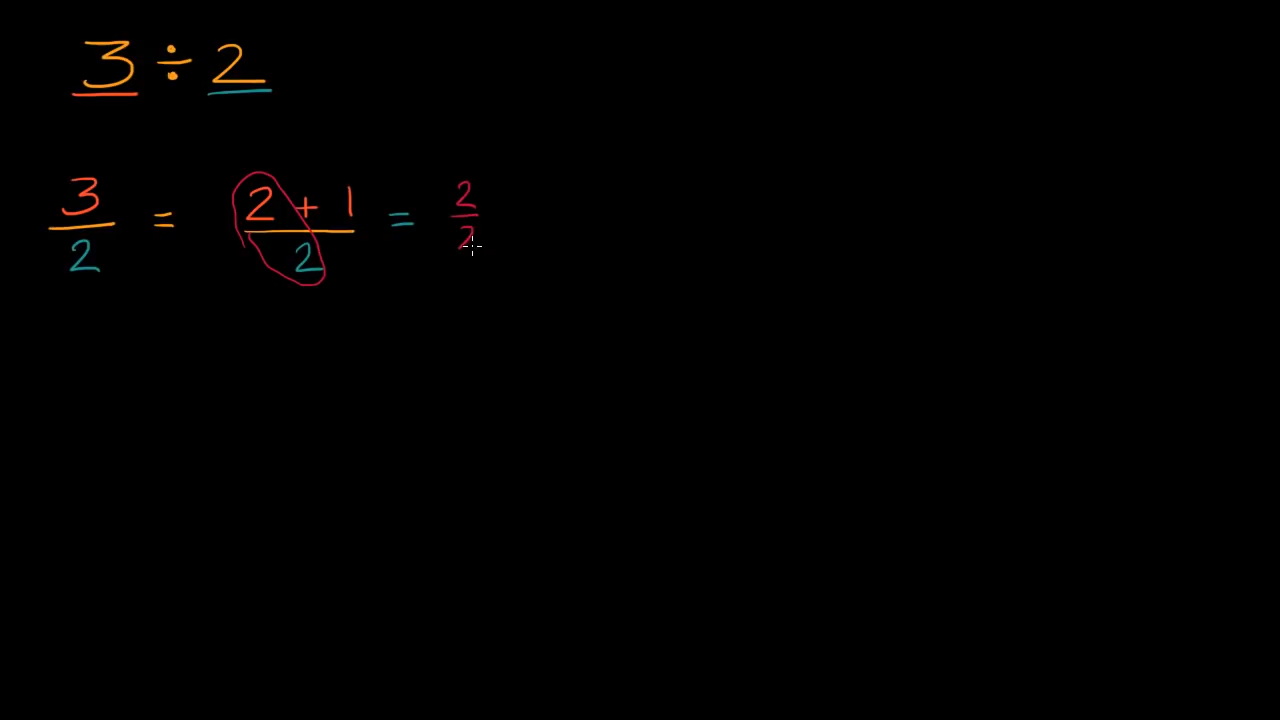 3 ÷ 2
3/2 = (2 + 1)/2 = 2/2